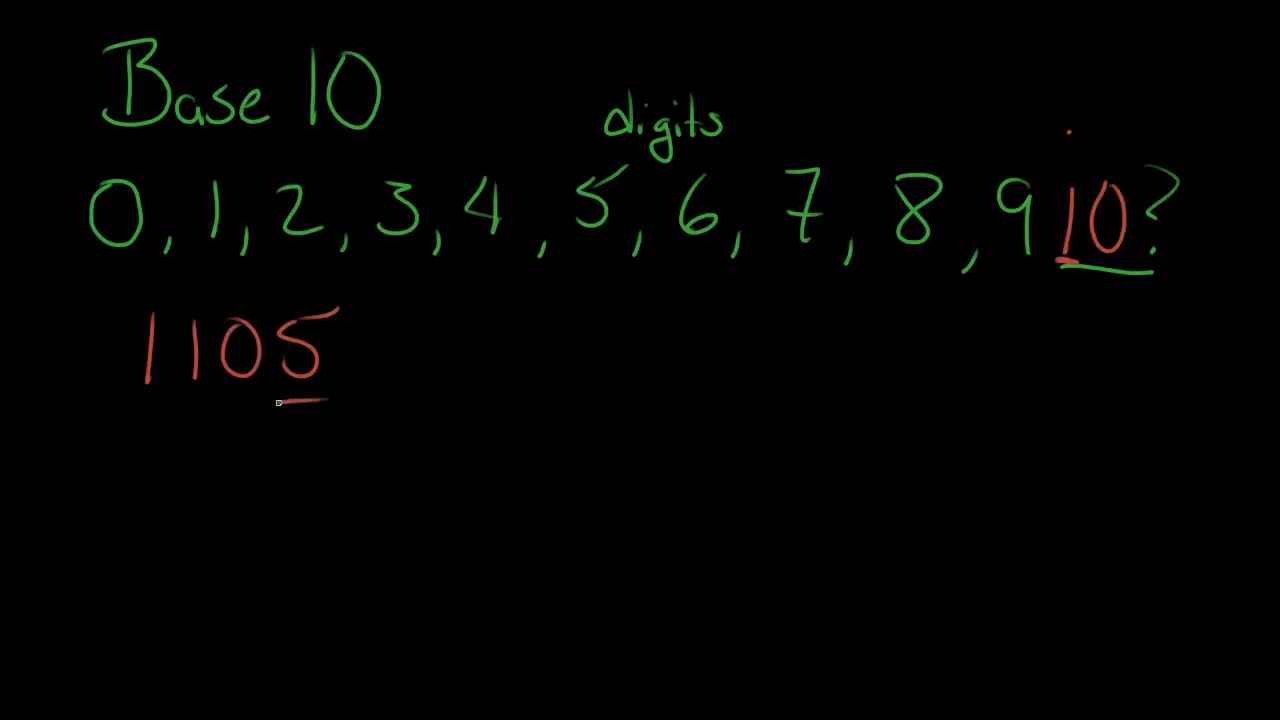 Base 10
digits
0, 1, 2, 3, 4, 5, 6, 7, 8, 9 10?
1105